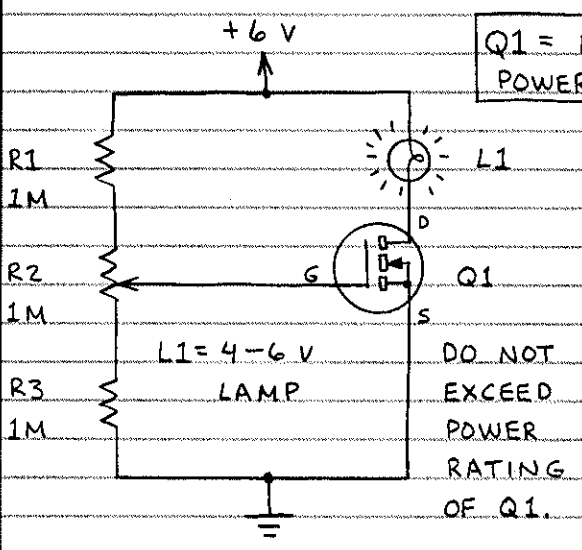 +6 V
Q1 =
POWER
R1
1M
L1
D
R2
1M
G
Q1
S
L1 = 4-6 V
LAMP
R3
1M
DO NOT
EXCEED
POWER
RATING
OF Q1.